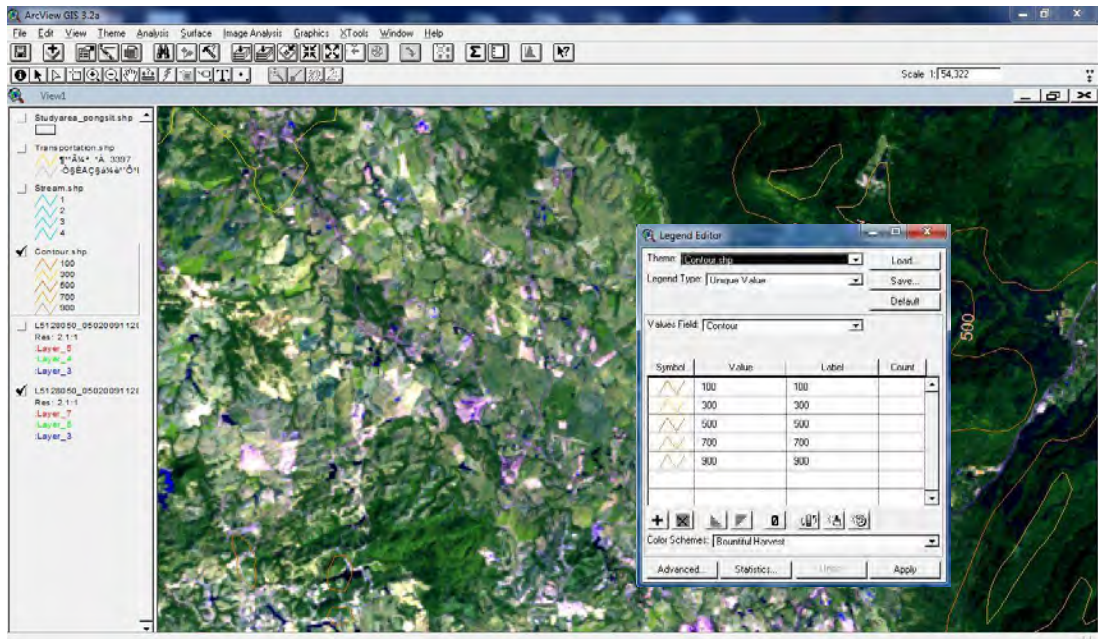 ArcView GIS 3.2a
File Edit View Theme Analysis Surface Image Analysis Graphics XTools Window Help
Scale 1: 54,322
View1
Studyarea_pongsit.shp
Transportation.shp
3397
Stream.shp
1
2
3
4
Contour.shp
100
300
500
700
900
Res: 2.1:1
:Layer_5
:Layer_4
:Layer_3
Res: 2.1:1
:Layer_7
:Layer_5
:Layer_3
500
Legend Editor
Theme: Contour.shp
Load...
Legend Type: Unique Value
Save...
Default
Values Field: Contour
Symbol Value Label Count
100 100
300 300
500 500
700 700
900 900
Color Schemes: Bountiful Harvest
Advanced... Statistics... Undo Apply